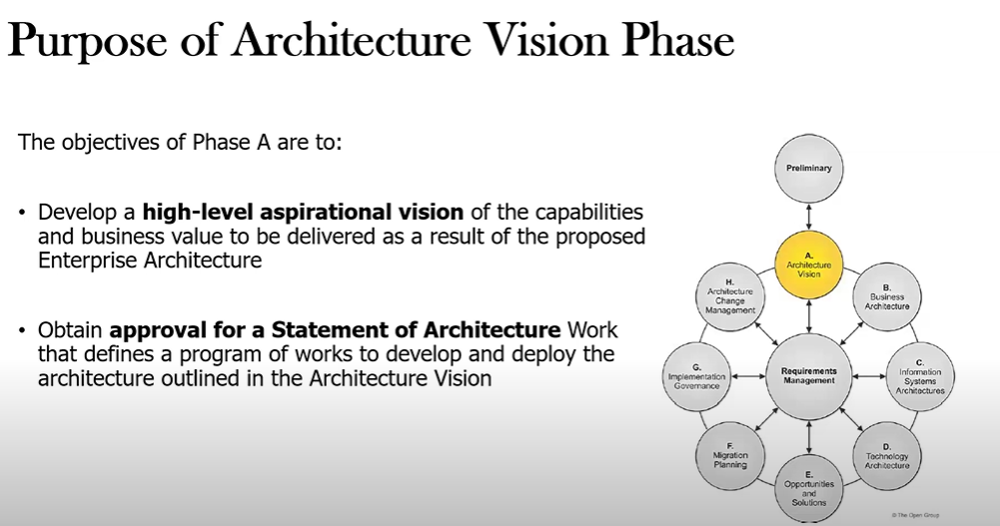 Purpose of Architecture Vision Phase
The objectives of Phase A are to:
• Develop a high-level aspirational vision of the capabilities
and business value to be delivered as a result of the proposed
Enterprise Architecture
• Obtain approval for a Statement of Architecture Work
that defines a program of works to develop and deploy the
architecture outlined in the Architecture Vision
Preliminary
A.
Architecture
Vision
B.
Business
Architecture
C.
Information
Systems
Architectures
D.
Technology
Architecture
E.
Opportunities
and
Solutions
F.
Migration
Planning
G.
Implementation
Governance
H.
Architecture
Change
Management
Requirements
Management
© The Open Group